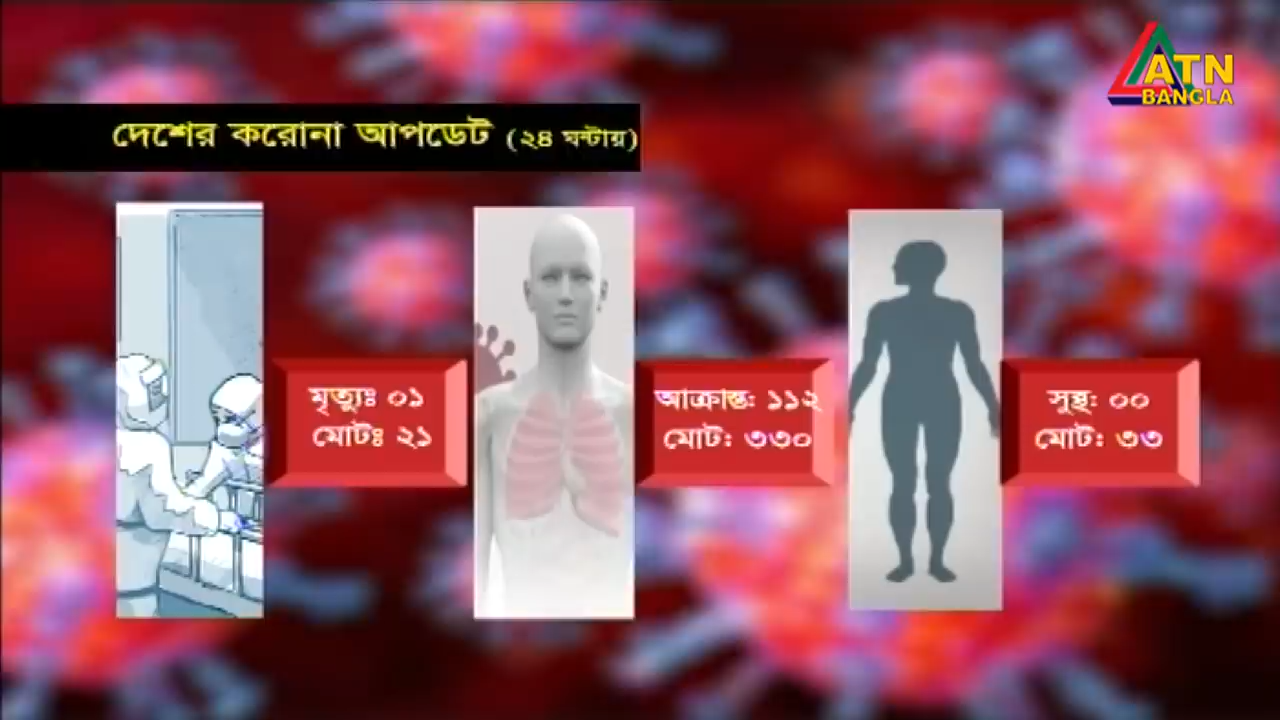 ATN
BANGLA
দেশের করোনা আপডেট (২৪ ঘন্টায়)
মৃত্যুঃ ০১
মোটঃ ২১
আক্রান্ত: ১১২
মোট: ৩৩০
সুস্থ: ০০
মোট: ৩৩